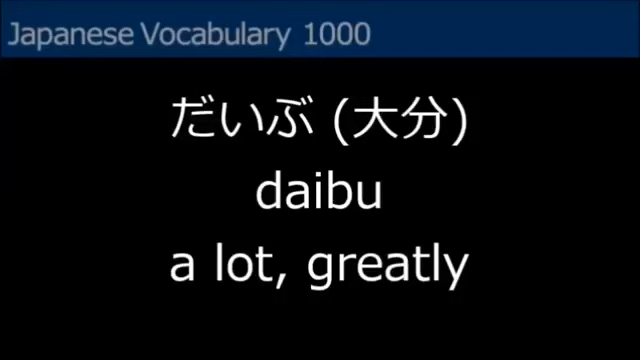 Japanese Vocabulary 1000
だいぶ (大分)
daibu
a lot, greatly